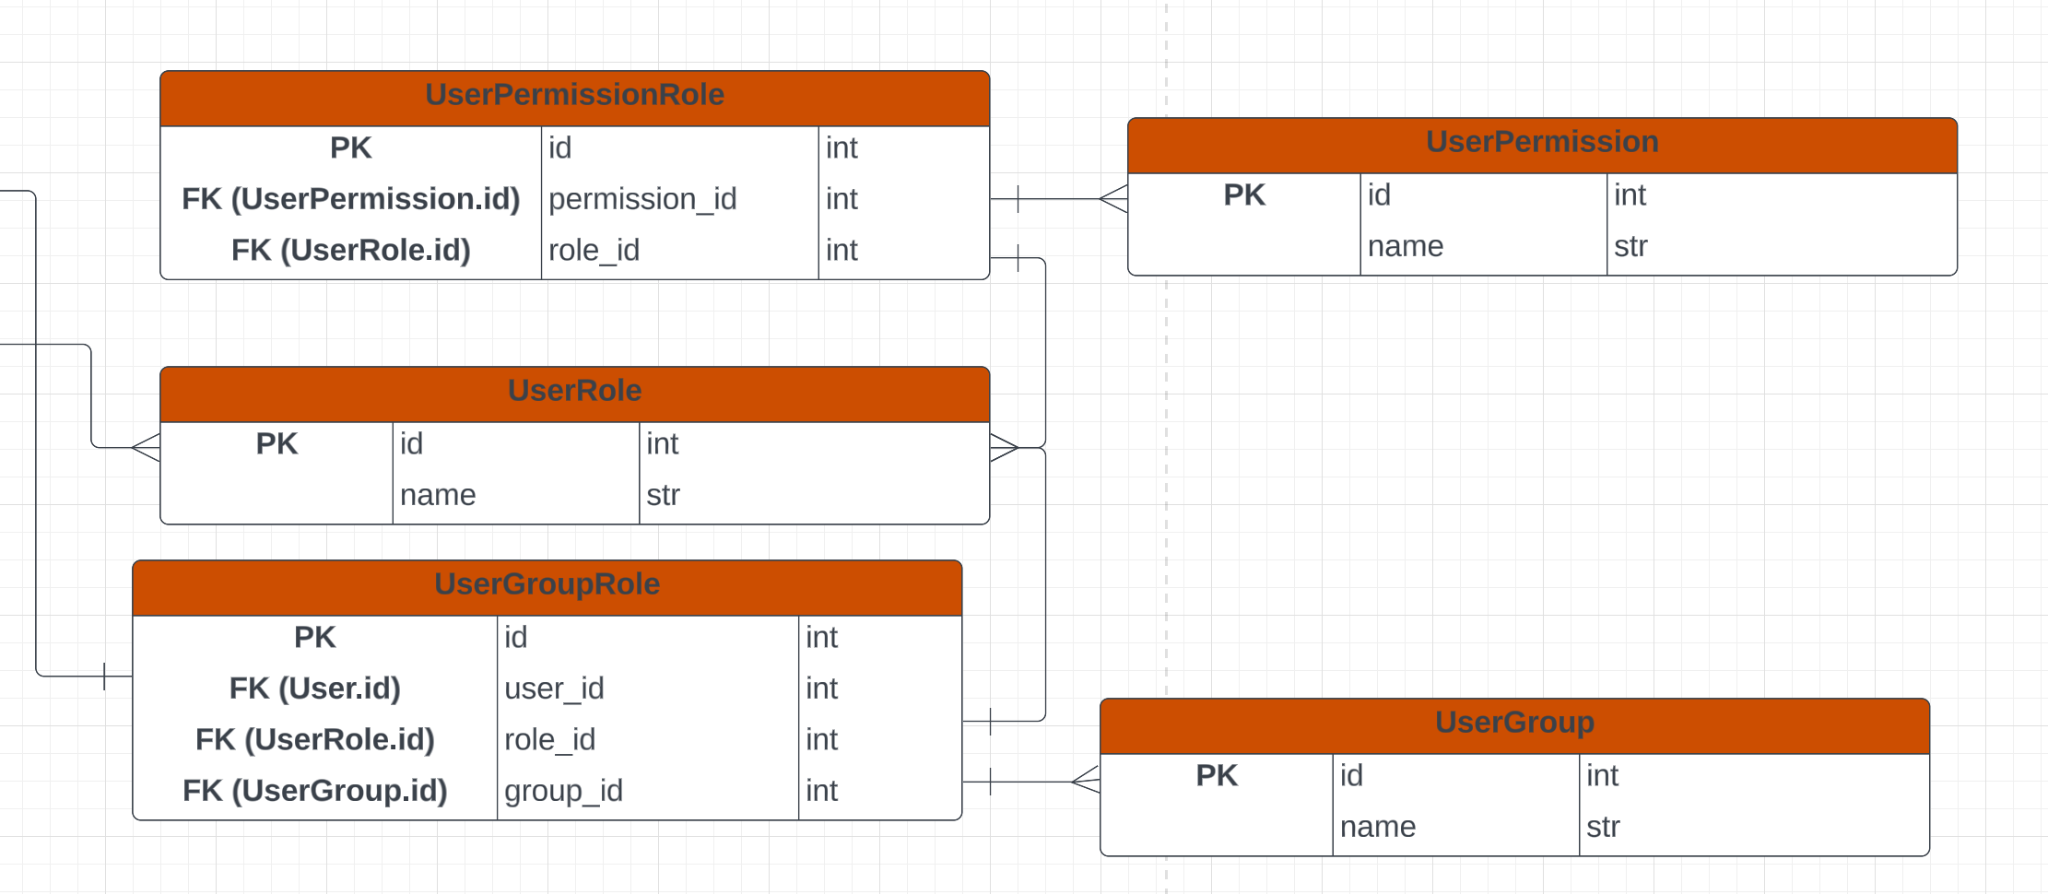 UserPermissionRole
PK id int
FK (UserPermission.id) permission_id int
FK (UserRole.id) role_id int
UserPermission
PK id int
name str
UserRole
PK id int
name str
UserGroupRole
PK id int
FK (User.id) user_id int
FK (UserRole.id) role_id int
FK (UserGroup.id) group_id int
UserGroup
PK id int
name str